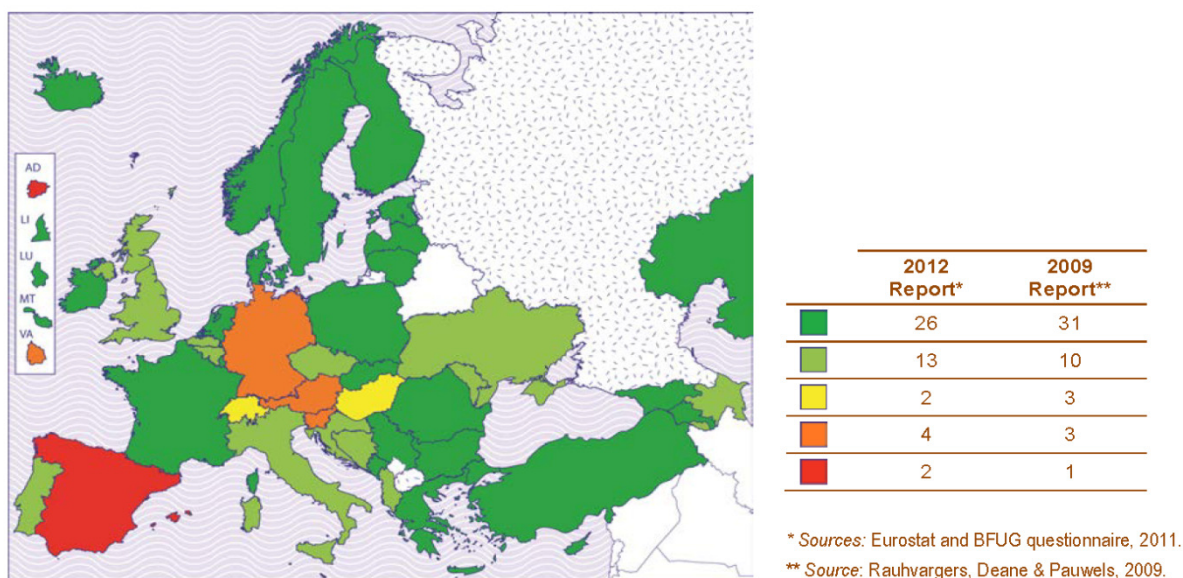 AD
LI
LU
MT
VA
2012 Report* 2009 Report**
26 31
13 10
2 3
4 3
2 1
* Sources: Eurostat and BFUG questionnaire, 2011.
** Source: Rauhvargers, Deane & Pauwels, 2009.